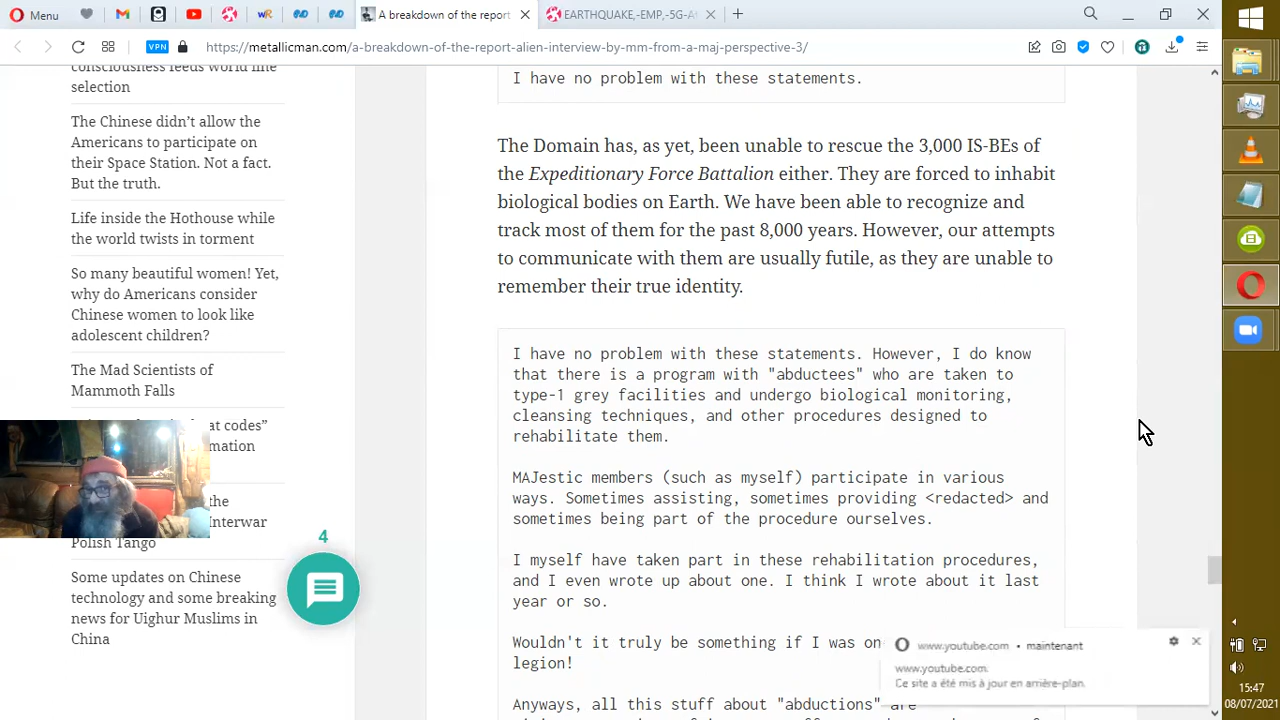 Menu
A breakdown of the report
EARTHQUAKE,-EMP,-5G-A
VPN
https://metallicman.com/a-breakdown-of-the-report-alien-interview-by-mm-from-a-maj-perspective-3/
consciousness feeds world line
selection
The Chinese didn’t allow the
Americans to participate on
their Space Station. Not a fact.
But the truth.
Life inside the Hothouse while
the world twists in torment
So many beautiful women! Yet,
why do Americans consider
Chinese women to look like
adolescent children?
The Mad Scientists of
Mammoth Falls
at codes”
mation
the
Interwar
Polish Tango
Some updates on Chinese
technology and some breaking
news for Uighur Muslims in
China
4
I have no problem with these statements.
The Domain has, as yet, been unable to rescue the 3,000 IS-BEs of
the Expeditionary Force Battalion either. They are forced to inhabit
biological bodies on Earth. We have been able to recognize and
track most of them for the past 8,000 years. However, our attempts
to communicate with them are usually futile, as they are unable to
remember their true identity.
I have no problem with these statements. However, I do know
that there is a program with "abductees" who are taken to
type-1 grey facilities and undergo biological monitoring,
cleansing techniques, and other procedures designed to
rehabilitate them.
MAJestic members (such as myself) participate in various
ways. Sometimes assisting, sometimes providing <redacted> and
sometimes being part of the procedure ourselves.
I myself have taken part in these rehabilitation procedures,
and I even wrote up about one. I think I wrote about it last
year or so.
Wouldn't it truly be something if I was on
legion!
Anyways, all this stuff about "abductions" are
www.youtube.com • maintenant
www.youtube.com:
Ce site a été mis à jour en arrière-plan.
15:47
08/07/2021